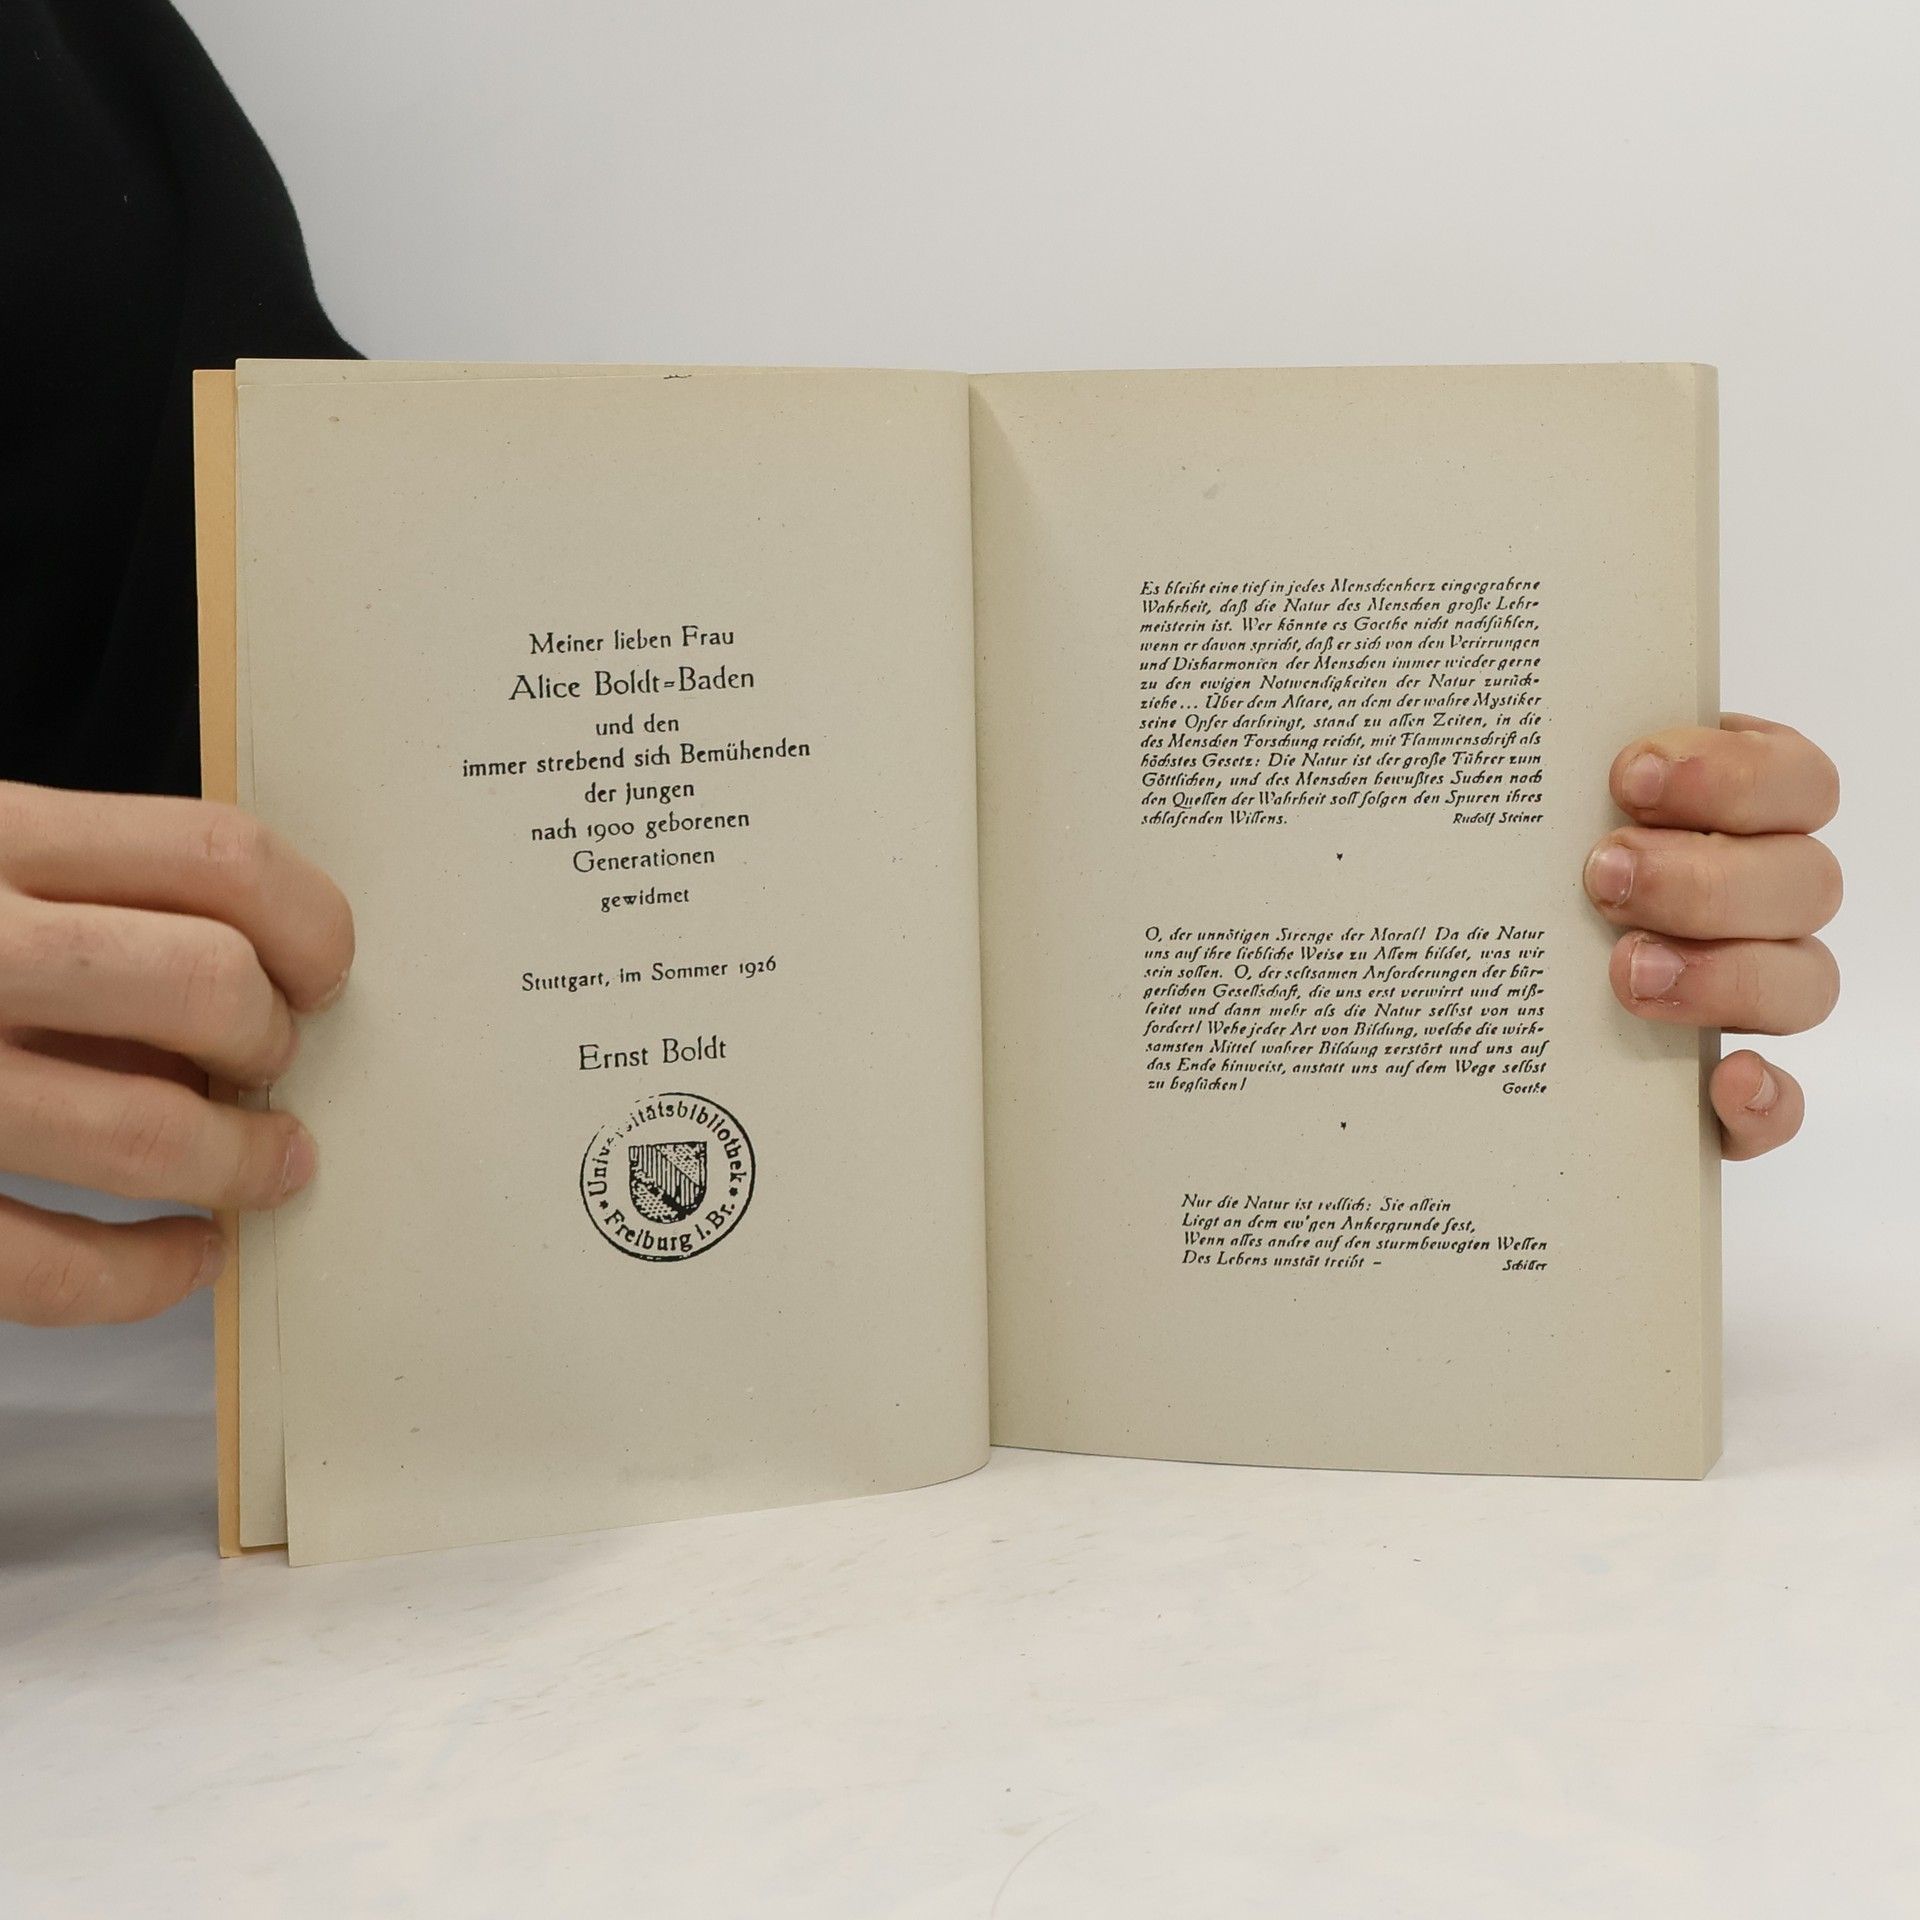 Meiner lieben Frau
Alice Boldt=Baden
und den
immer strebend sich Bemühenden
der jungen
nach 1900 geborenen
Generationen
gewidmet
Stuttgart, im Sommer 1926
Ernst Boldt
Universitätsbibliothek
* Freiburg i. Br. *
Es bleibt eine tief in jedes Menschenherz eingegrabene
Wahrheit, daß die Natur des Menschen große Lehr=
meisterin ist. Wer könnte es Goethe nicht nachfühlen,
wenn er davon spricht, daß er sich von den Verirrungen
und Disharmonien der Menschen immer wieder gerne
zu den ewigen Notwendigkeiten der Natur zurück=
ziehe ... Über dem Altare, an dem der wahre Mystiker
seine Opfer darbringt, stand zu allen Zeiten, in die
des Menschen Forschung reicht, mit Flammenschrift als
höchstes Gesetz: Die Natur ist der große Führer zum
Göttlichen, und des Menschen bewußtes Suchen nach
den Quellen der Wahrheit soll folgen den Spuren ihres
schlafenden Willens. Rudolf Steiner
*
O, der unnötigen Strenge der Moral! Da die Natur
uns auf ihre liebliche Weise zu Allem bildet, was wir
sein sollen. O, der seltsamen Anforderungen der bür=
gerlichen Gesellschaft, die uns erst verwirrt und miß=
leitet und dann mehr als die Natur selbst von uns
fordert! Wehe jeder Art von Bildung, welche die wirk=
samsten Mittel wahrer Bildung zerstört und uns auf
das Ende hinweist, anstatt uns auf dem Wege selbst
zu beglücken! Goethe
*
Nur die Natur ist redlich: Sie allein
Liegt an dem ew'gen Ankergrunde fest,
Wenn alles andre auf den sturmbewegten Wellen
Des Lebens unstät treibt – Schiller